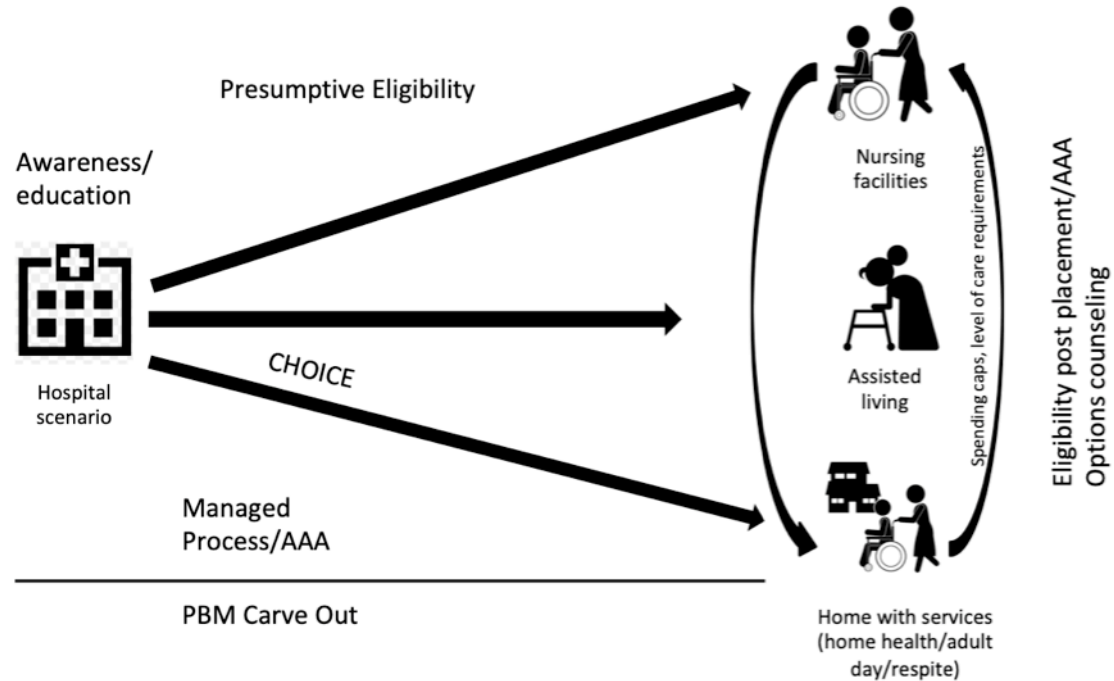 Presumptive Eligibility
Awareness/
education
Hospital
scenario
CHOICE
Managed
Process/AAA
PBM Carve Out
Nursing
facilities
Assisted
living
Home with services
(home health/adult
day/respite)
Spending caps, level of care requirements
Eligibility post placement/AAA
Options counseling